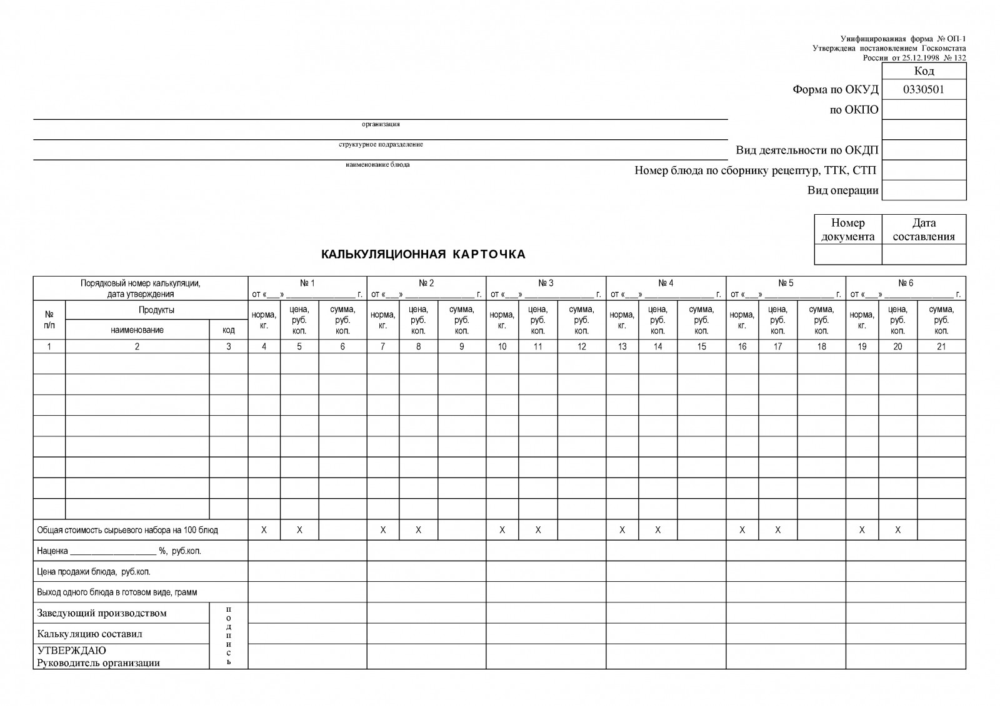 Унифицированная форма № ОП-1
Утверждена постановлением Госкомстата
России от 25.12.1998 № 132
Код
Форма по ОКУД 0330501
по ОКПО
организация
структурное подразделение
Вид деятельности по ОКДП
наименование блюда
Номер блюда по сборнику рецептур, ТТК, СТП
Вид операции
Номер документа
Дата составления
КАЛЬКУЛЯЦИОННАЯ КАРТОЧКА
Порядковый номер калькуляции, № 1 № 2 № 3 № 4 № 5 № 6
дата утверждения от «___» ________________ г. от «___» ________________ г. от «___» ________________ г. от «___» ________________ г. от «___» ________________ г. от «___» ________________ г.
№ п/п
Продукты
наименование код
норма, кг. цена, руб. коп. сумма, руб. коп. норма, кг. цена, руб. коп. сумма, руб. коп. норма, кг. цена, руб. коп. сумма, руб. коп. норма, кг. цена, руб. коп. сумма, руб. коп. норма, кг. цена, руб. коп. сумма, руб. коп. норма, кг. цена, руб. коп. сумма, руб. коп.
1 2 3 4 5 6 7 8 9 10 11 12 13 14 15 16 17 18 19 20 21
Общая стоимость сырьевого набора на 100 блюд X X X X X X X X X X X X
Наценка ____________________ %, руб.коп.
Цена продажи блюда, руб.коп.
Выход одного блюда в готовом виде, грамм
Заведующий производством
Калькуляцию составил
УТВЕРЖДАЮ
Руководитель организации
подпись